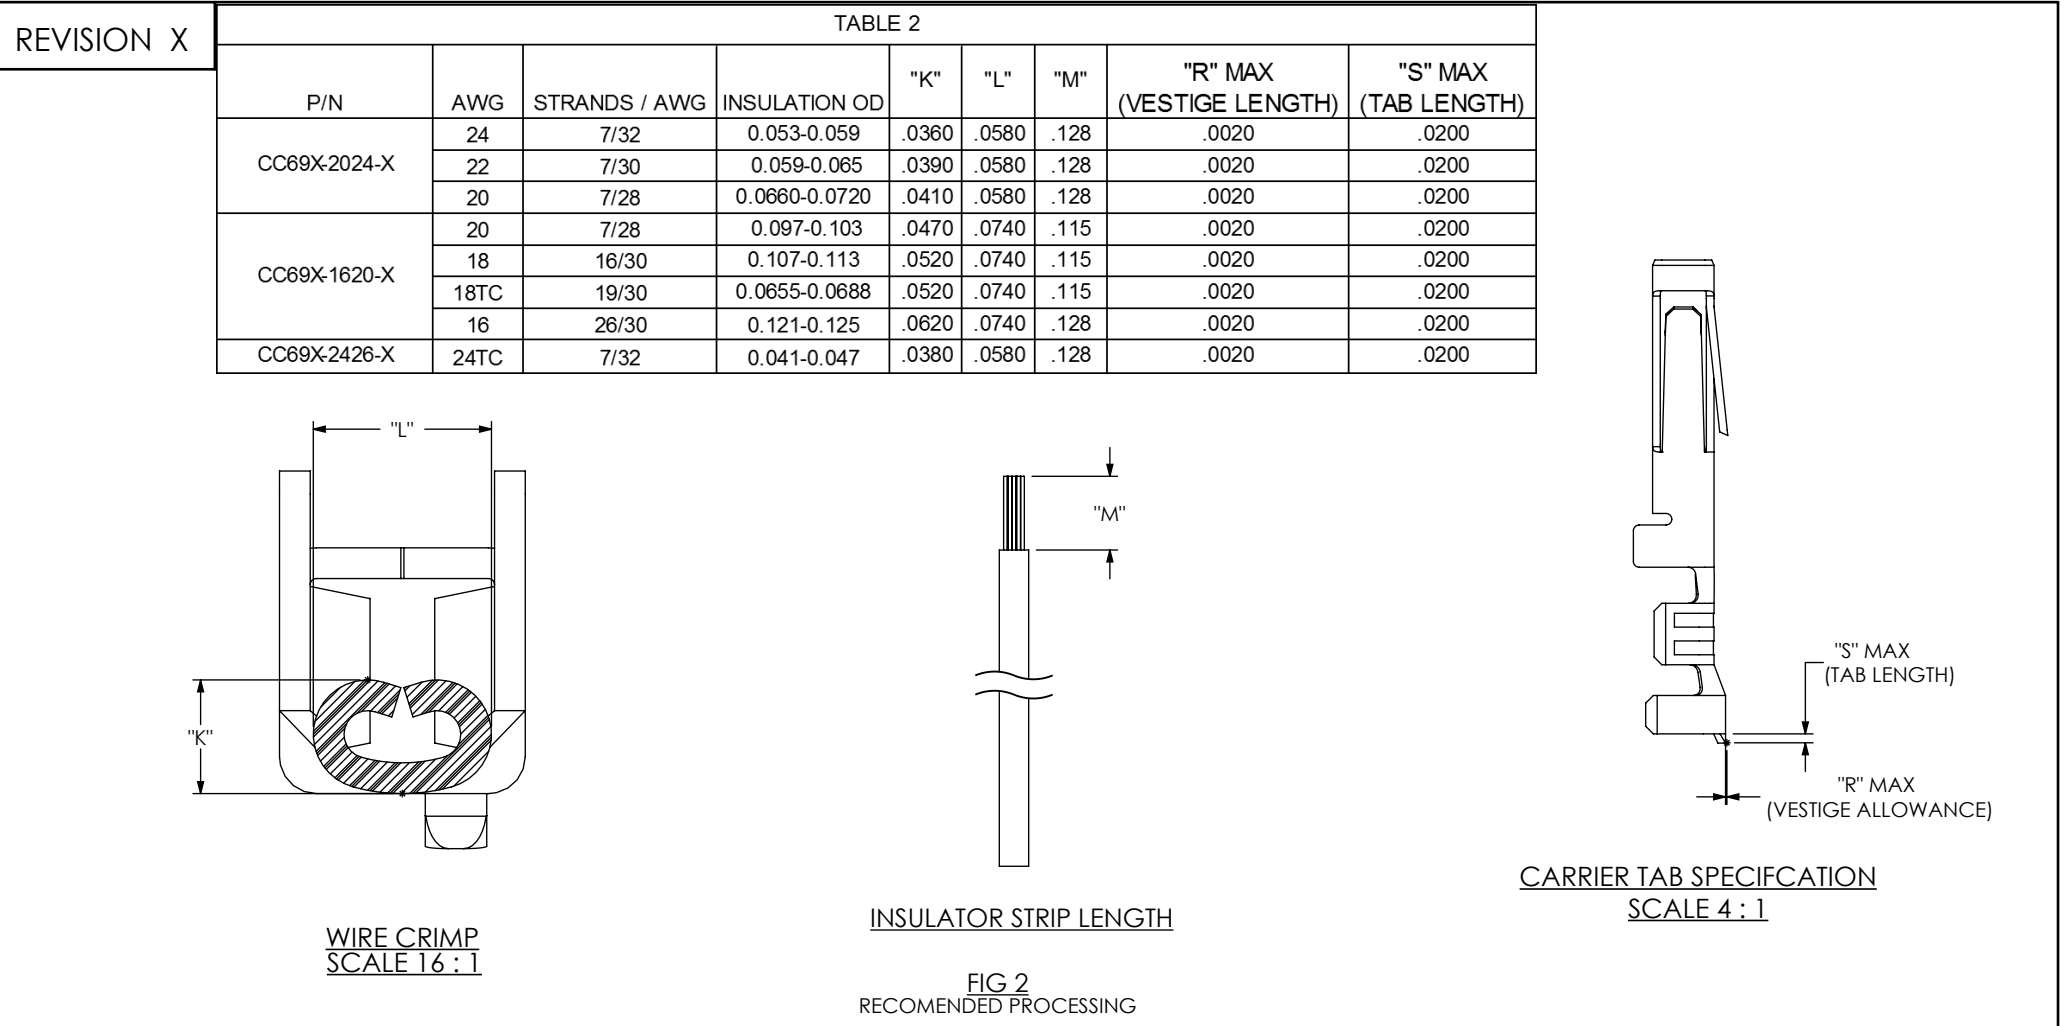 REVISION X
TABLE 2
P/N AWG STRANDS / AWG INSULATION OD "K" "L" "M" "R" MAX (VESTIGE LENGTH) "S" MAX (TAB LENGTH)
CC69X-2024-X 24 7/32 0.053-0.059 .0360 .0580 .128 .0020 .0200
22 7/30 0.059-0.065 .0390 .0580 .128 .0020 .0200
20 7/28 0.0660-0.0720 .0410 .0580 .128 .0020 .0200
CC69X-1620-X 20 7/28 0.097-0.103 .0470 .0740 .115 .0020 .0200
18 16/30 0.107-0.113 .0520 .0740 .115 .0020 .0200
18TC 19/30 0.0655-0.0688 .0520 .0740 .115 .0020 .0200
16 26/30 0.121-0.125 .0620 .0740 .128 .0020 .0200
CC69X-2426-X 24TC 7/32 0.041-0.047 .0380 .0580 .128 .0020 .0200
"L"
"K"
WIRE CRIMP
SCALE 16 : 1
"M"
INSULATOR STRIP LENGTH
FIG 2
RECOMENDED PROCESSING
"S" MAX
(TAB LENGTH)
"R" MAX
(VESTIGE ALLOWANCE)
CARRIER TAB SPECIFCATION
SCALE 4 : 1